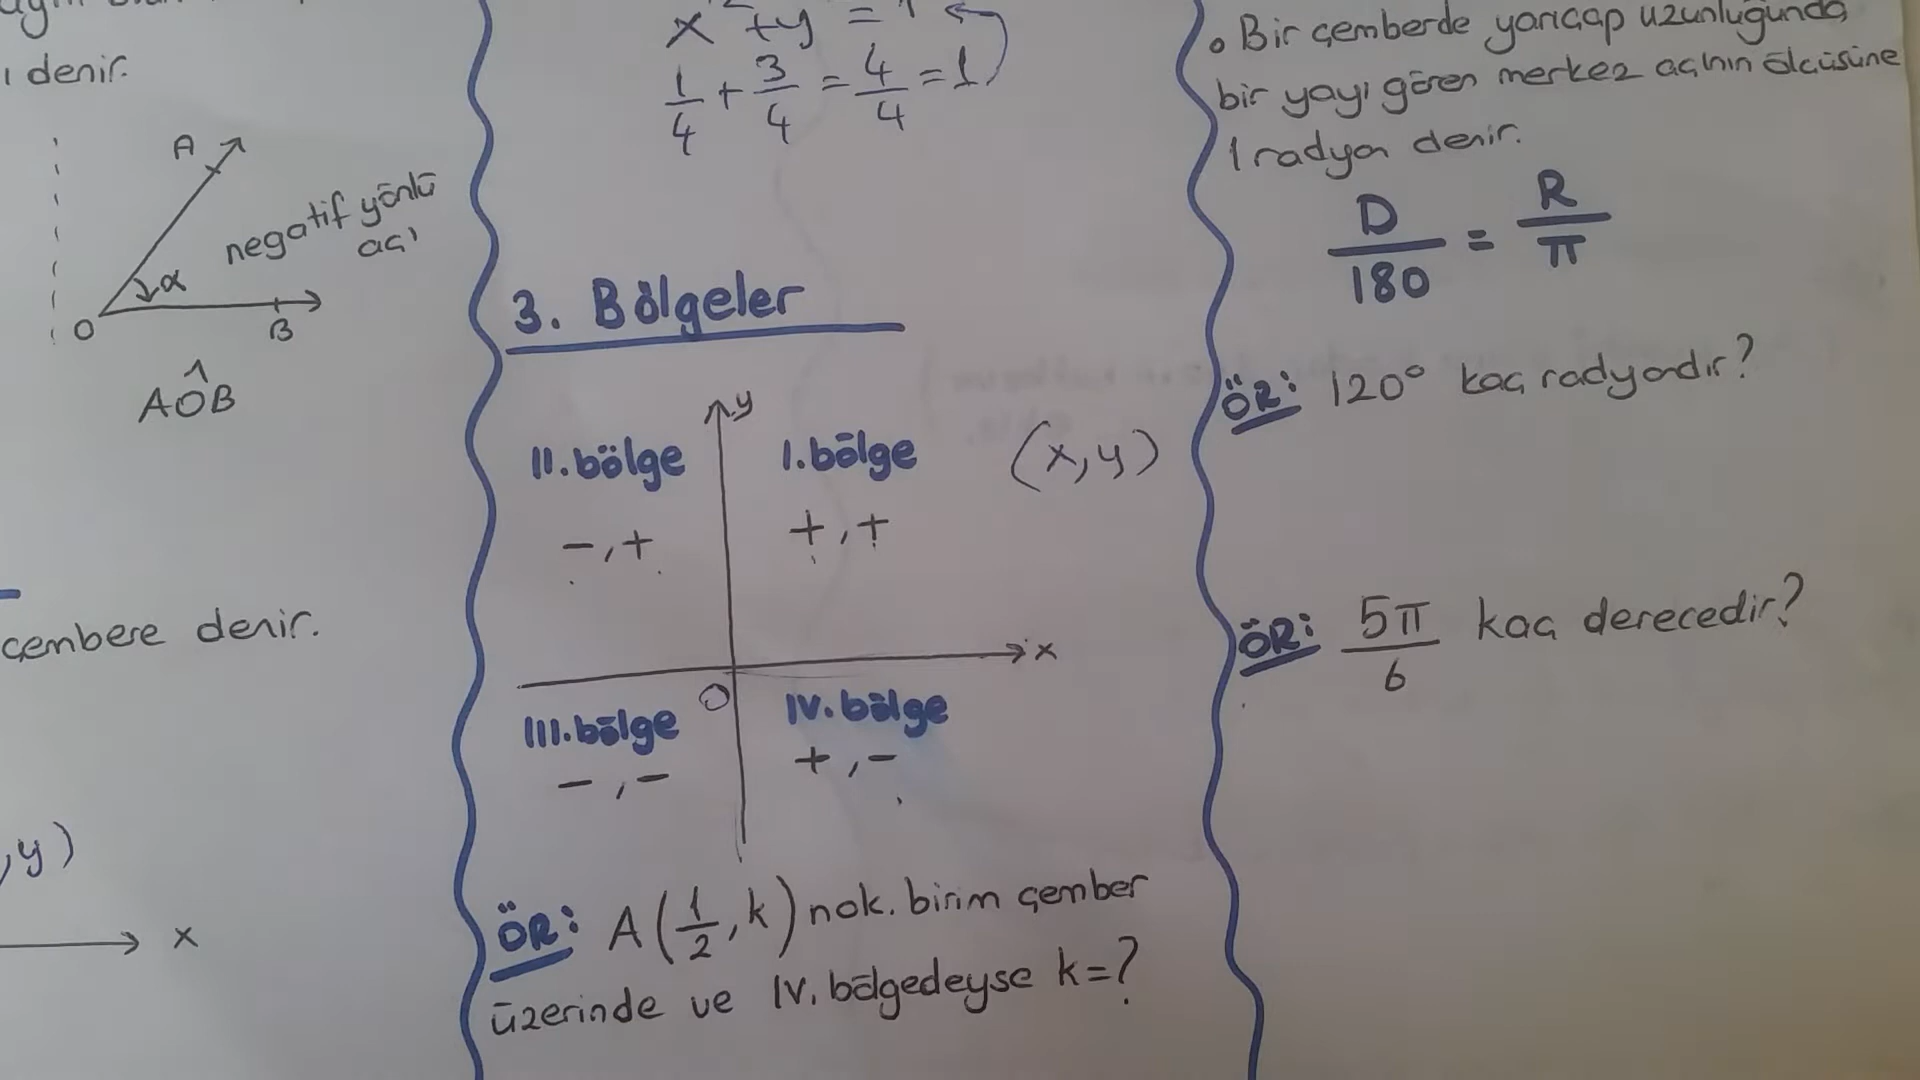 ı denir.
A
negatif yönlü
açı
α
O
B
AÔB
çembere denir.
,y)
x
x²+y = 1
1/4 + 3/4 = 4/4 = 1
3. Bölgeler
y
II. bölge
I. bölge
(x,y)
-,+
+,+
x
O
III. bölge
IV. bölge
-,-
+,-
ÖR: A(1/2,k) nok. birim çember
üzerinde ve IV. bölgedeyse k=?
• Bir çemberde yarıçap uzunluğunda
bir yayı gören merkez açının ölçüsüne
1 radyan denir.
D/180 = R/π
ÖR: 120° kaç radyandır?
ÖR: 5π/6 kaç derecedir?